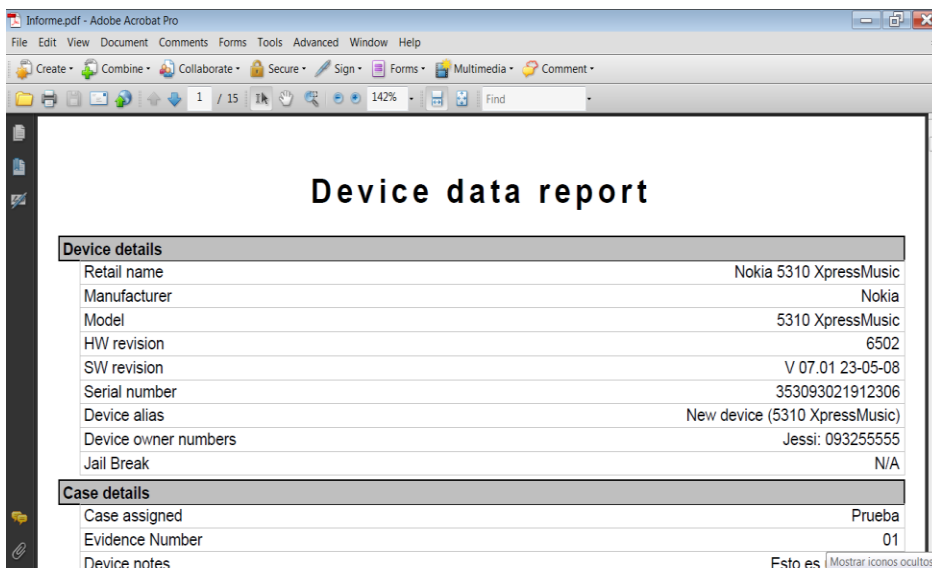 Informe.pdf - Adobe Acrobat Pro
File Edit View Document Comments Forms Tools Advanced Window Help
Create Combine Collaborate Secure Sign Forms Multimedia Comment
1 / 15 142% Find
Device data report
Device details
Retail name Nokia 5310 XpressMusic
Manufacturer Nokia
Model 5310 XpressMusic
HW revision 6502
SW revision V 07.01 23-05-08
Serial number 353093021912306
Device alias New device (5310 XpressMusic)
Device owner numbers Jessi: 093255555
Jail Break N/A
Case details
Case assigned Prueba
Evidence Number 01
Device notes Esto es
Mostrar iconos ocultos